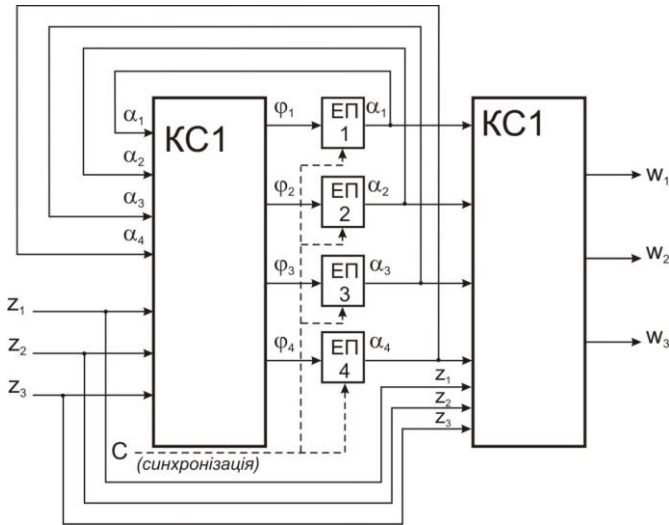 КС1
α1
α2
α3
α4
z1
z2
z3
φ1
φ2
φ3
φ4
ЕП
1
ЕП
2
ЕП
3
ЕП
4
α1
α2
α3
α4
z1
z2
z3
КС1
w1
w2
w3
C
(синхронізація)